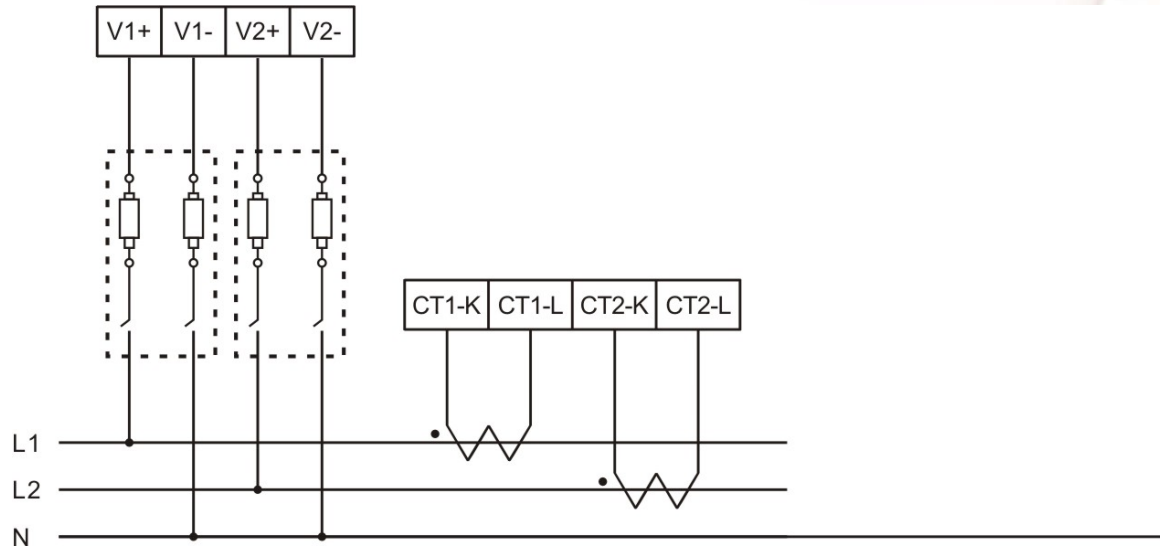 V1+ V1- V2+ V2-
CT1-K CT1-L CT2-K CT2-L
L1
L2
N